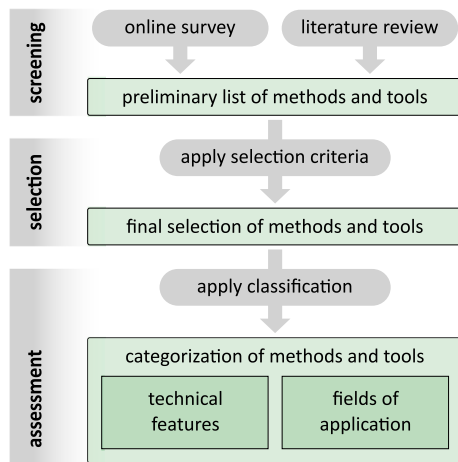 screening
online survey
literature review
preliminary list of methods and tools
selection
apply selection criteria
final selection of methods and tools
assessment
apply classification
categorization of methods and tools
technical
features
fields of
application